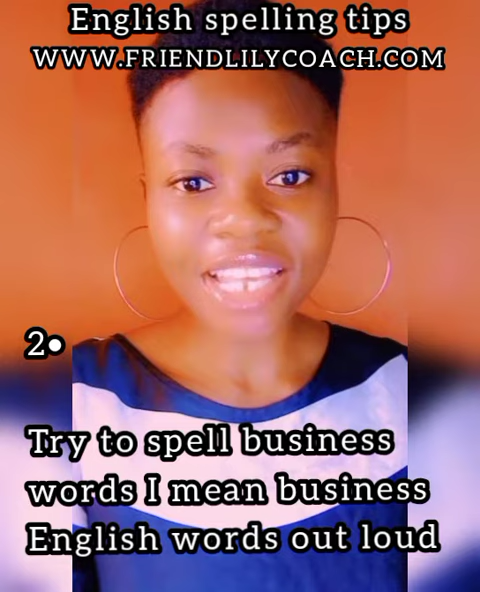 English spelling tips
WWW.FRIENDLILYCOACH.COM
2•
Try to spell business
words I mean business
English words out loud